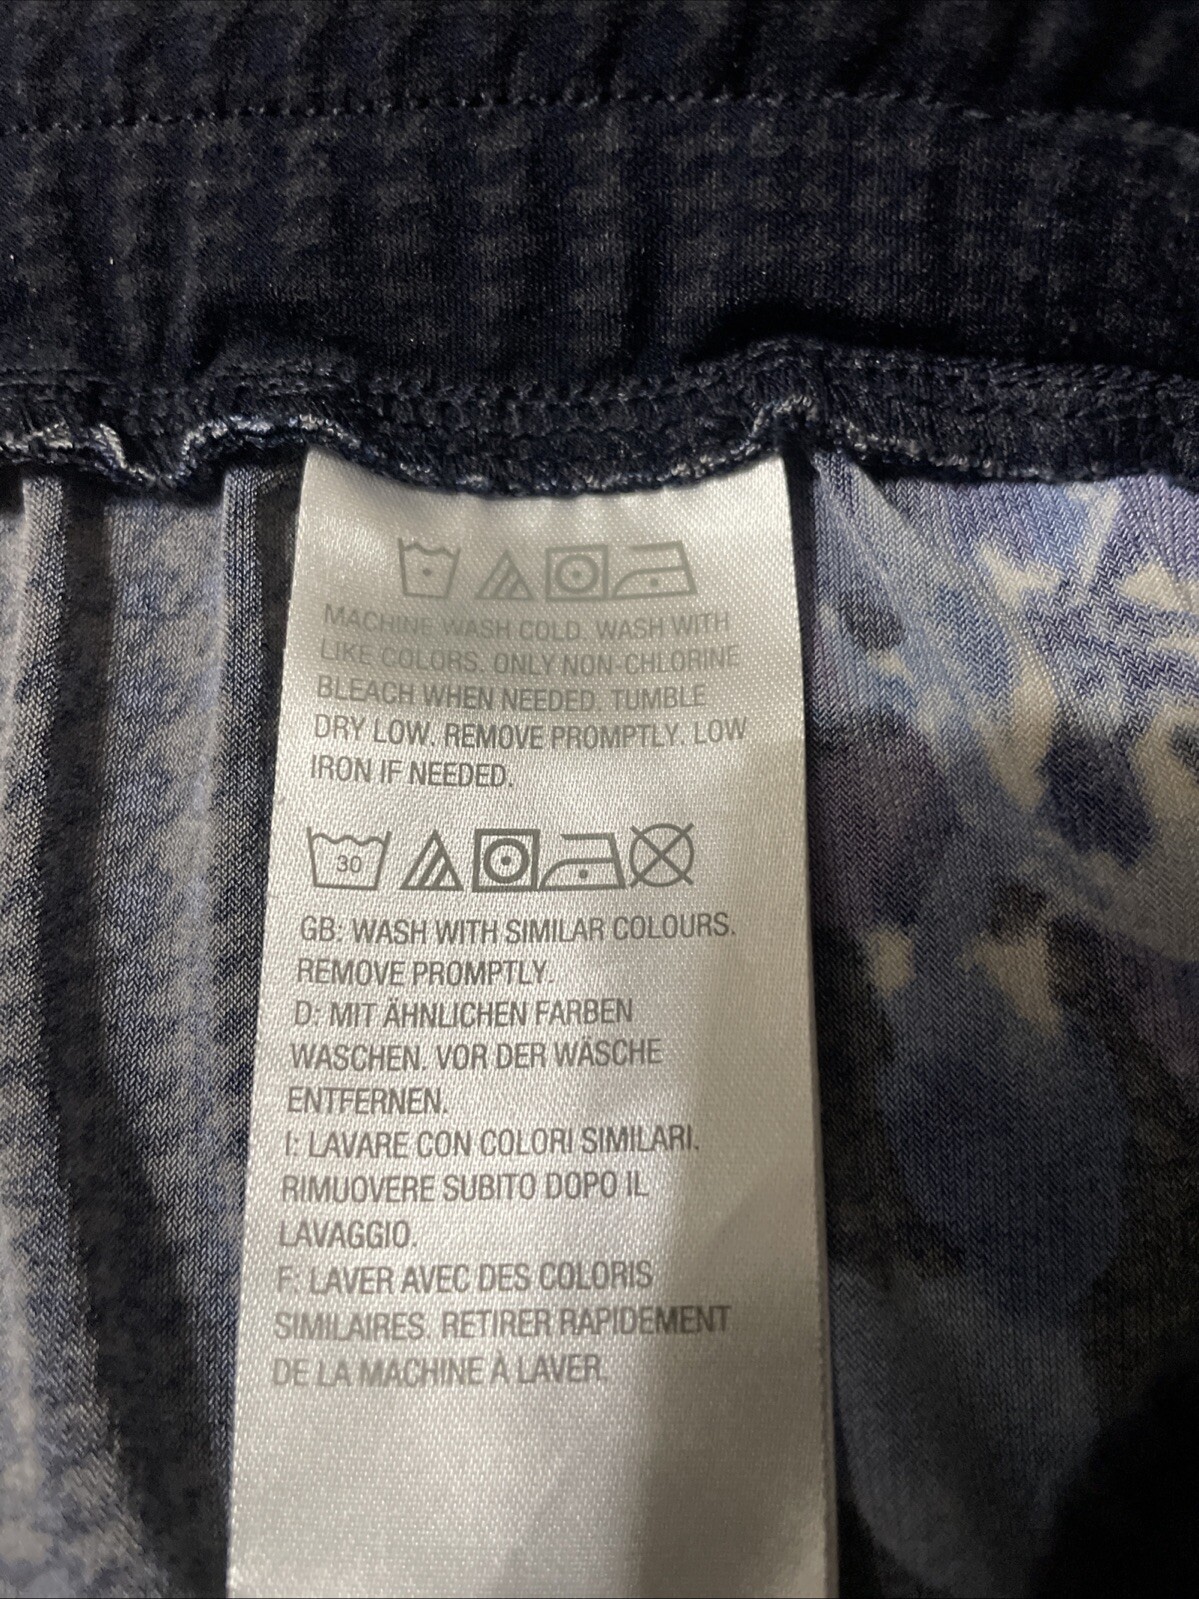 MACHINE WASH COLD. WASH WITH
LIKE COLORS. ONLY NON-CHLORINE
BLEACH WHEN NEEDED. TUMBLE
DRY LOW. REMOVE PROMPTLY. LOW
IRON IF NEEDED.
30
GB: WASH WITH SIMILAR COLOURS.
REMOVE PROMPTLY.
D: MIT ÄHNLICHEN FARBEN
WASCHEN. VOR DER WÄSCHE
ENTFERNEN.
I: LAVARE CON COLORI SIMILARI.
RIMUOVERE SUBITO DOPO IL
LAVAGGIO.
F: LAVER AVEC DES COLORIS
SIMILAIRES. RETIRER RAPIDEMENT
DE LA MACHINE À LAVER.